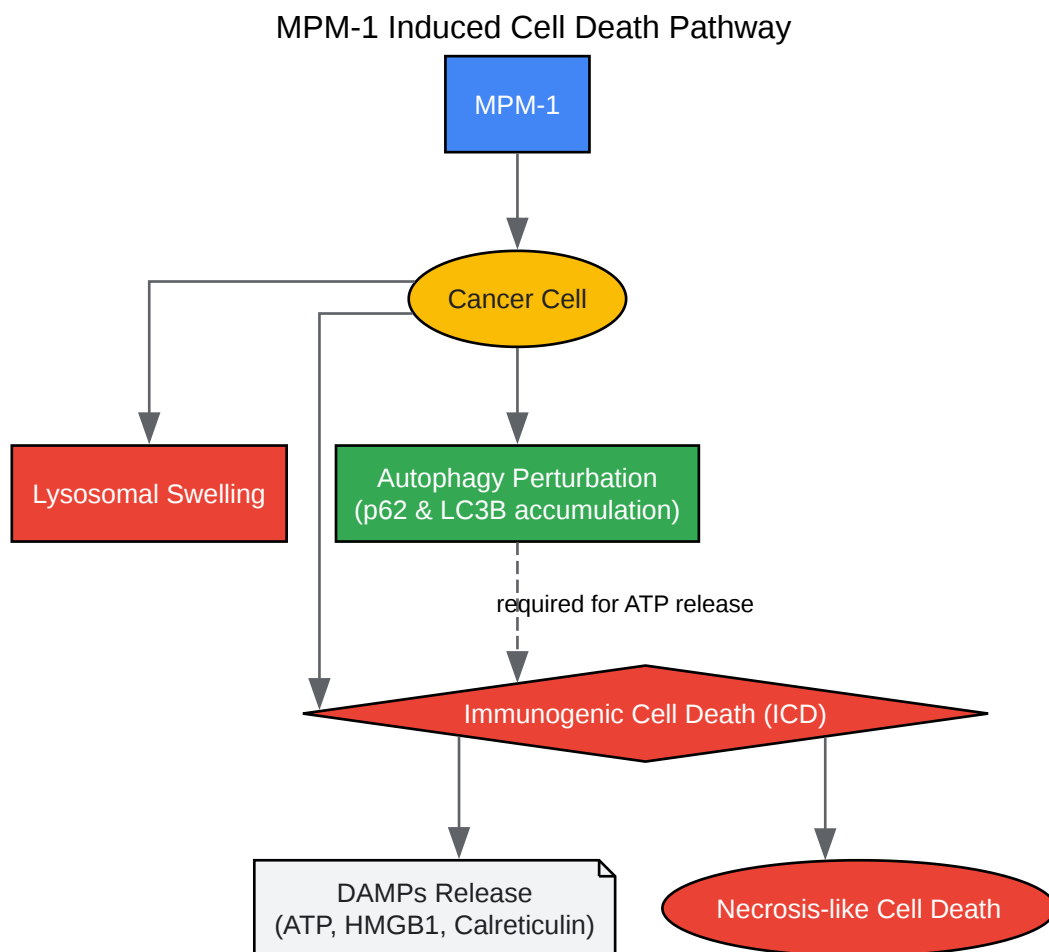 MPM-1 Induced Cell Death Pathway
MPM-1
Cancer Cell
Lysosomal Swelling
Autophagy Perturbation
(p62 & LC3B accumulation)
required for ATP release
Immunogenic Cell Death (ICD)
DAMPs Release
(ATP, HMGB1, Calreticulin)
Necrosis-like Cell Death